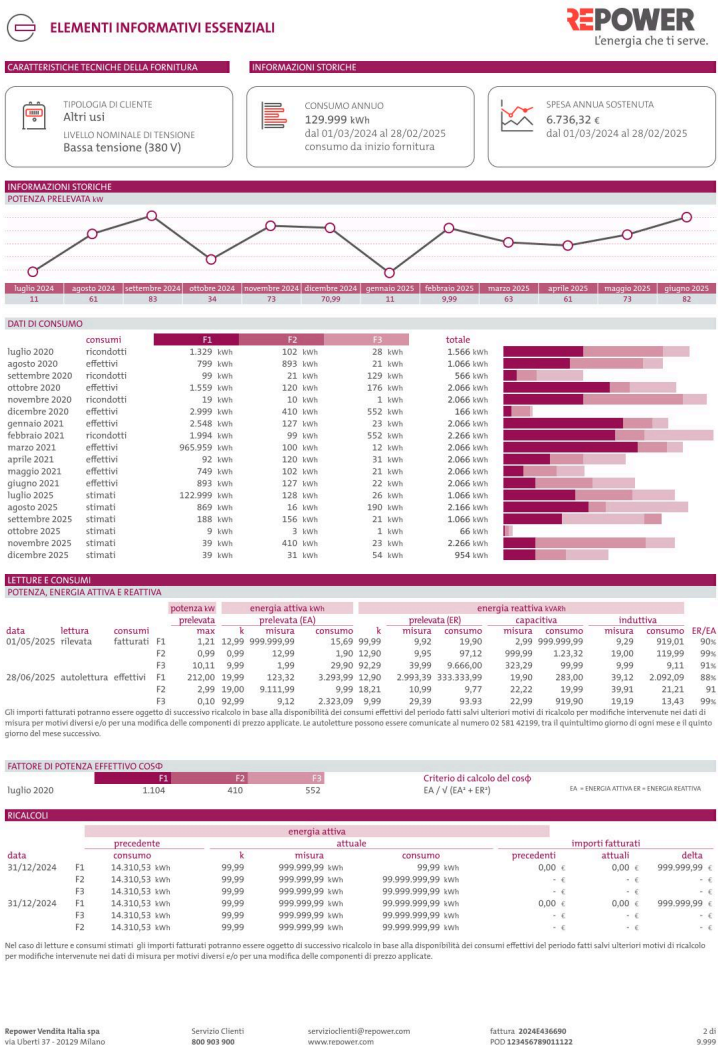 ELEMENTI INFORMATIVI ESSENZIALI
REPOWER
L'energia che ti serve.
CARATTERISTICHE TECNICHE DELLA FORNITURA
INFORMAZIONI STORICHE
TIPOLOGIA DI CLIENTE
Altri usi
LIVELLO NOMINALE DI TENSIONE
Bassa tensione (380 V)
CONSUMO ANNUO
129.999 kWh
dal 01/03/2024 al 28/02/2025
consumo da inizio fornitura
SPESA ANNUA SOSTENUTA
6.736,32 €
dal 01/03/2024 al 28/02/2025
INFORMAZIONI STORICHE
POTENZA PRELEVATA kW
luglio 2024 agosto 2024 settembre 2024 ottobre 2024 novembre 2024 dicembre 2024 gennaio 2025 febbraio 2025 marzo 2025 aprile 2025 maggio 2025 giugno 2025
11 61 83 34 73 70,99 11 9,99 63 61 73 82
DATI DI CONSUMO
consumi F1 F2 F3 totale
luglio 2020 ricondotti 1.329 kWh 102 kWh 28 kWh 1.566 kWh
agosto 2020 effettivi 799 kWh 893 kWh 21 kWh 1.066 kWh
settembre 2020 ricondotti 99 kWh 21 kWh 129 kWh 566 kWh
ottobre 2020 effettivi 1.559 kWh 120 kWh 176 kWh 2.066 kWh
novembre 2020 ricondotti 19 kWh 10 kWh 1 kWh 2.066 kWh
dicembre 2020 effettivi 2.999 kWh 410 kWh 552 kWh 166 kWh
gennaio 2021 effettivi 2.548 kWh 127 kWh 23 kWh 2.066 kWh
febbraio 2021 ricondotti 1.994 kWh 99 kWh 552 kWh 2.266 kWh
marzo 2021 effettivi 965.959 kWh 100 kWh 12 kWh 2.066 kWh
aprile 2021 effettivi 92 kWh 120 kWh 31 kWh 2.066 kWh
maggio 2021 effettivi 749 kWh 102 kWh 21 kWh 2.066 kWh
giugno 2021 effettivi 893 kWh 127 kWh 22 kWh 2.066 kWh
luglio 2025 stimati 122.999 kWh 128 kWh 26 kWh 1.066 kWh
agosto 2025 stimati 869 kWh 16 kWh 190 kWh 2.166 kWh
settembre 2025 stimati 188 kWh 156 kWh 21 kWh 1.066 kWh
ottobre 2025 stimati 9 kWh 3 kWh 1 kWh 66 kWh
novembre 2025 stimati 39 kWh 410 kWh 23 kWh 2.266 kWh
dicembre 2025 stimati 39 kWh 31 kWh 54 kWh 954 kWh
LETTURE E CONSUMI
POTENZA, ENERGIA ATTIVA E REATTIVA
potenza kW energia attiva kWh energia reattiva kVARh
prelevata prelevata (EA) prelevata (ER) capacitiva induttiva
data lettura consumi max k misura consumo k misura consumo misura consumo misura consumo ER/EA
01/05/2025 rilevata fatturati F1 1,21 12,99 999.999,99 15,69 99,99 9,92 19,90 2,99 999.999,99 9,29 919,01 90%
F2 0,99 0,99 12,99 1,90 12,90 9,95 97,12 999,99 1.23,32 19,00 119,99 99%
F3 10,11 9,99 1,99 29,90 92,29 39,99 9.666,00 323,29 99,99 9,99 9,11 91%
28/06/2025 autolettura effettivi F1 212,00 19,99 123,32 3.293,99 12,90 2.993,39 333.333,99 19,90 283,00 39,12 2.092,09 88%
F2 2,99 19,00 9.111,99 9,99 18,21 10,99 9,77 22,22 19,99 39,91 21,21 91
F3 0,10 92,99 9,12 2.323,09 9,99 29,39 93.93 22,99 919,90 19,19 13,43 99%
Gli importi fatturati potranno essere oggetto di successivo ricalcolo in base alla disponibilità dei consumi effettivi del periodo fatti salvi ulteriori motivi di ricalcolo per modifiche intervenute nei dati di
misura per motivi diversi e/o per una modifica delle componenti di prezzo applicate. Le autoletture possono essere comunicate al numero 02 581 42199, tra il quintultimo giorno di ogni mese e il quinto
giorno del mese successivo.
FATTORE DI POTENZA EFFETTIVO COSΦ
F1 F2 F3 Criterio di calcolo del cosϕ
luglio 2020 1.104 410 552 EA / √ (EA² + ER²) EA = ENERGIA ATTIVA ER = ENERGIA REATTIVA
RICALCOLI
energia attiva
precedente attuale importi fatturati
data consumo k misura consumo precedenti attuali delta
31/12/2024 F1 14.310,53 kWh 99,99 999.999,99 kWh 99,99 kWh 0,00 € 0,00 € 999.999,99 €
F2 14.310,53 kWh 99,99 999.999,99 kWh 99.999.999,99 kWh - € - € - €
F3 14.310,53 kWh 99,99 999.999,99 kWh 99.999.999,99 kWh - € - € - €
31/12/2024 F1 14.310,53 kWh 99,99 999.999,99 kWh 99.999.999,99 kWh 0,00 € 0,00 € 999.999,99 €
F3 14.310,53 kWh 99,99 999.999,99 kWh 99.999.999,99 kWh - € - € - €
F2 14.310,53 kWh 99,99 999.999,99 kWh 99.999.999,99 kWh - € - € - €
Nel caso di letture e consumi stimati gli importi fatturati potranno essere oggetto di successivo ricalcolo in base alla disponibilità dei consumi effettivi del periodo fatti salvi ulteriori motivi di ricalcolo
per modifiche intervenute nei dati di misura per motivi diversi e/o per una modifica delle componenti di prezzo applicate.
Repower Vendita Italia spa Servizio Clienti servizioclienti@repower.com fattura 2024E436690 2 di
via Uberti 37 - 20129 Milano 800 903 900 www.repower.com POD 123456789011122 9.999